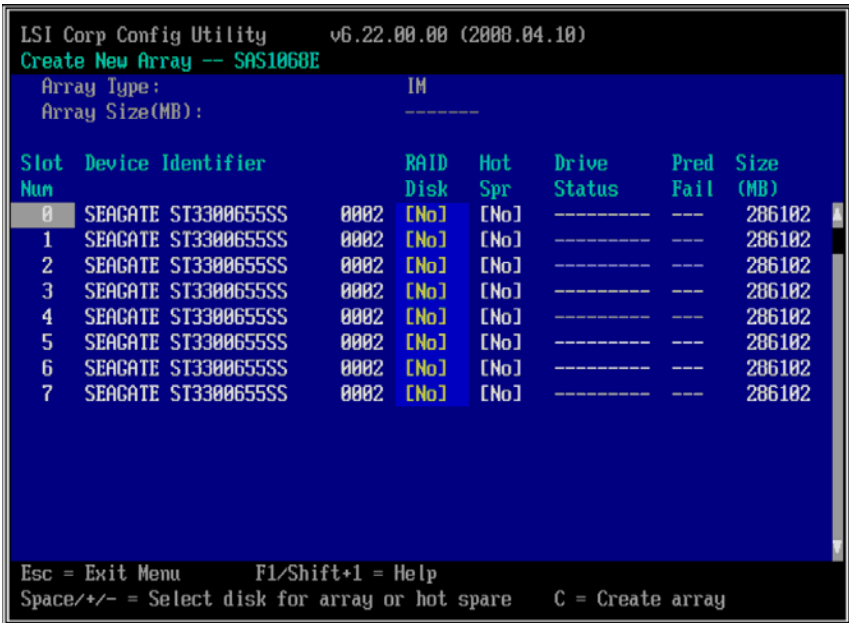 LSI Corp Config Utility v6.22.00.00 (2008.04.10)
Create New Array -- SAS1068E
Array Type: IM
Array Size(MB): -------
Slot Device Identifier RAID Hot Drive Pred Size
Num Disk Spr Status Fail (MB)
0 SEAGATE ST3300655SS 0002 [No] [No] --------- --- 286102
1 SEAGATE ST3300655SS 0002 [No] [No] --------- --- 286102
2 SEAGATE ST3300655SS 0002 [No] [No] --------- --- 286102
3 SEAGATE ST3300655SS 0002 [No] [No] --------- --- 286102
4 SEAGATE ST3300655SS 0002 [No] [No] --------- --- 286102
5 SEAGATE ST3300655SS 0002 [No] [No] --------- --- 286102
6 SEAGATE ST3300655SS 0002 [No] [No] --------- --- 286102
7 SEAGATE ST3300655SS 0002 [No] [No] --------- --- 286102
Esc = Exit Menu F1/Shift+1 = Help
Space/+/- = Select disk for array or hot spare C = Create array